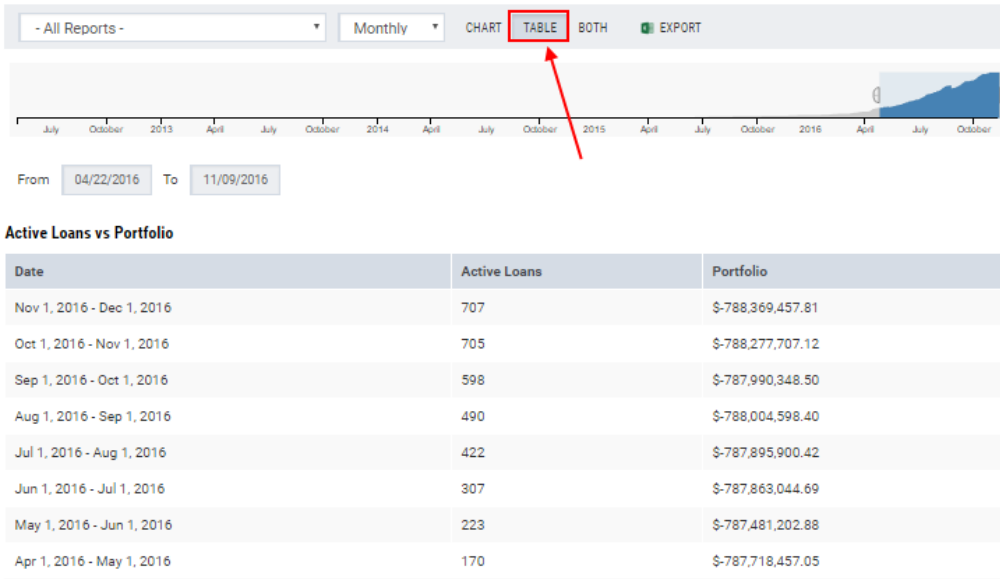 - All Reports - Monthly CHART TABLE BOTH EXPORT
July October 2013 April July October 2014 April July October 2015 April July October 2016 April July October
From 04/22/2016 To 11/09/2016
Active Loans vs Portfolio
Date Active Loans Portfolio
Nov 1, 2016 - Dec 1, 2016 707 $-788,369,457.81
Oct 1, 2016 - Nov 1, 2016 705 $-788,277,707.12
Sep 1, 2016 - Oct 1, 2016 598 $-787,990,348.50
Aug 1, 2016 - Sep 1, 2016 490 $-788,004,598.40
Jul 1, 2016 - Aug 1, 2016 422 $-787,895,900.42
Jun 1, 2016 - Jul 1, 2016 307 $-787,863,044.69
May 1, 2016 - Jun 1, 2016 223 $-787,481,202.88
Apr 1, 2016 - May 1, 2016 170 $-787,718,457.05